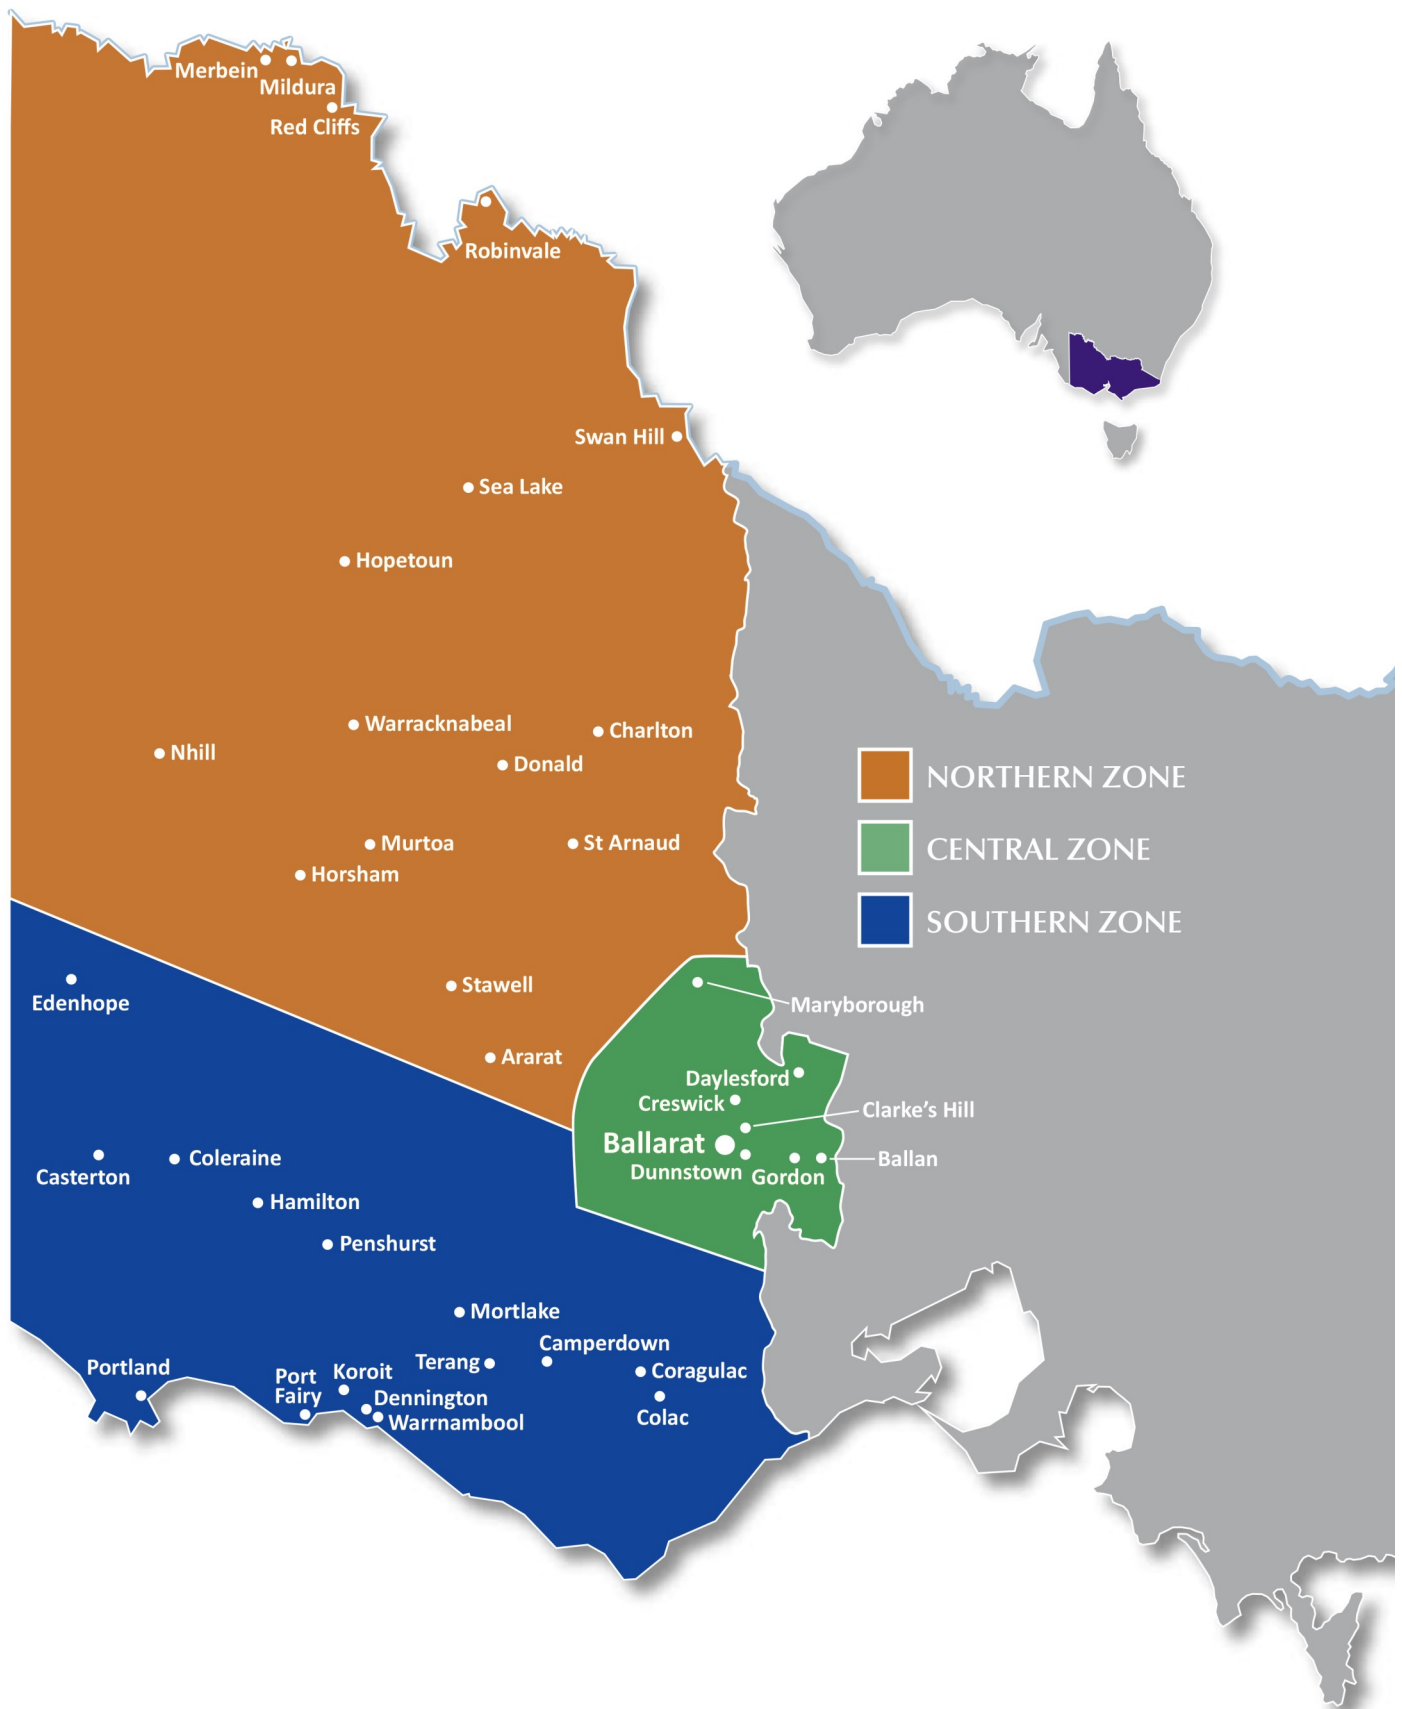 Merbein
Mildura
Red Cliffs
Robinvale
Swan Hill
Sea Lake
Hopetoun
Warracknabeal
Charlton
Nhill
Donald
NORTHERN ZONE
Murtoa
St Arnaud
CENTRAL ZONE
Horsham
SOUTHERN ZONE
Stawell
Edenhope
Maryborough
Ararat
Daylesford
Creswick
Clarke's Hill
Ballarat
Coleraine
Ballan
Dunnstown
Gordon
Casterton
Hamilton
Penshurst
Mortlake
Camperdown
Terang
Portland
Coragulac
Koroit
Port
Fairy
Dennington
Colac
Warrnambool